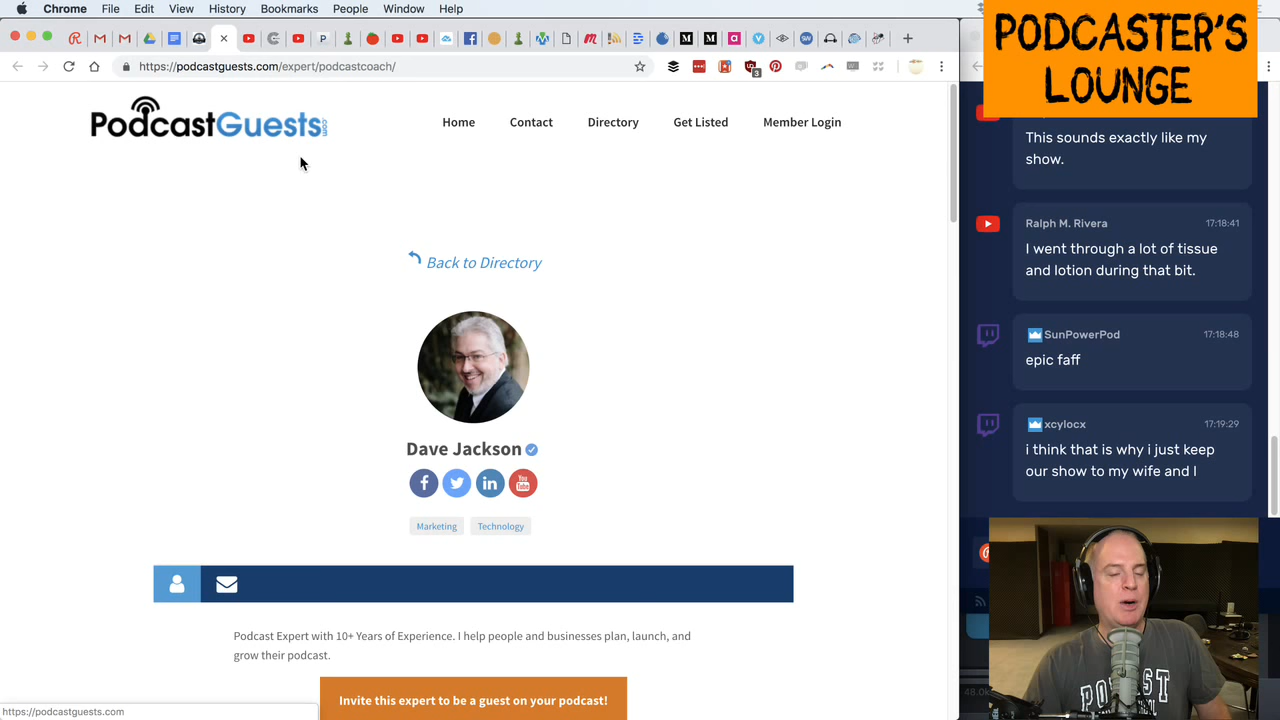 Chrome File Edit View History Bookmarks People Window Help
https://podcastguests.com/expert/podcastcoach/
3
PodcastGuests.com
Home Contact Directory Get Listed Member Login
Back to Directory
Dave Jackson
You
Tube
Marketing Technology
Podcast Expert with 10+ Years of Experience. I help people and businesses plan, launch, and
grow their podcast.
Invite this expert to be a guest on your podcast!
https://podcastguests.com
PODCASTER'S
LOUNGE
This sounds exactly like my
show.
Ralph M. Rivera 17:18:41
I went through a lot of tissue
and lotion during that bit.
SunPowerPod 17:18:48
epic faff
xcylocx 17:19:29
i think that is why i just keep
our show to my wife and I
48.0k